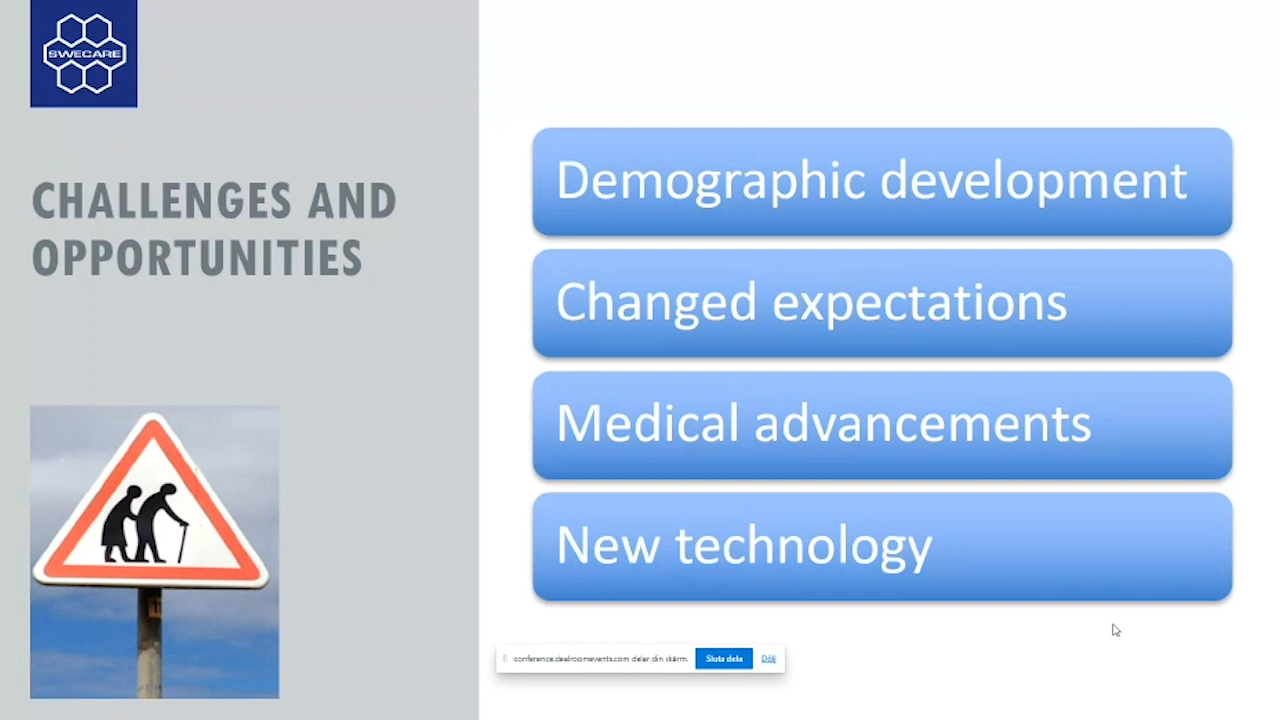 SWECARE
CHALLENGES AND
OPPORTUNITIES
Demographic development
Changed expectations
Medical advancements
New technology
conference.dealroomevents.com delar din skärm.
Sluta dela
Dölj